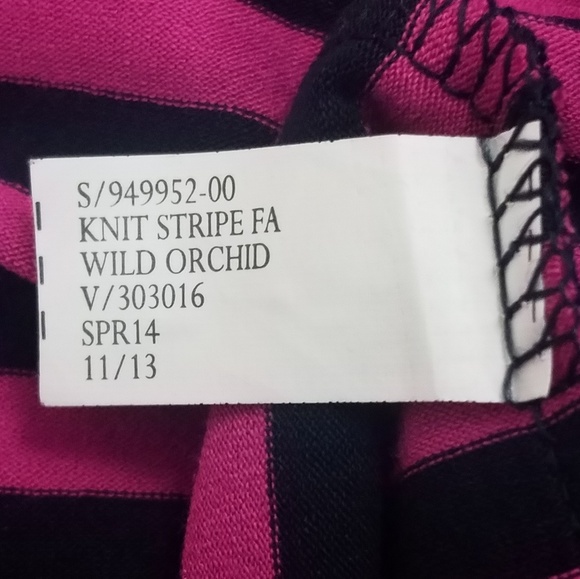 S/949952-00
KNIT STRIPE FA
WILD ORCHID
V/303016
SPR14
11/13